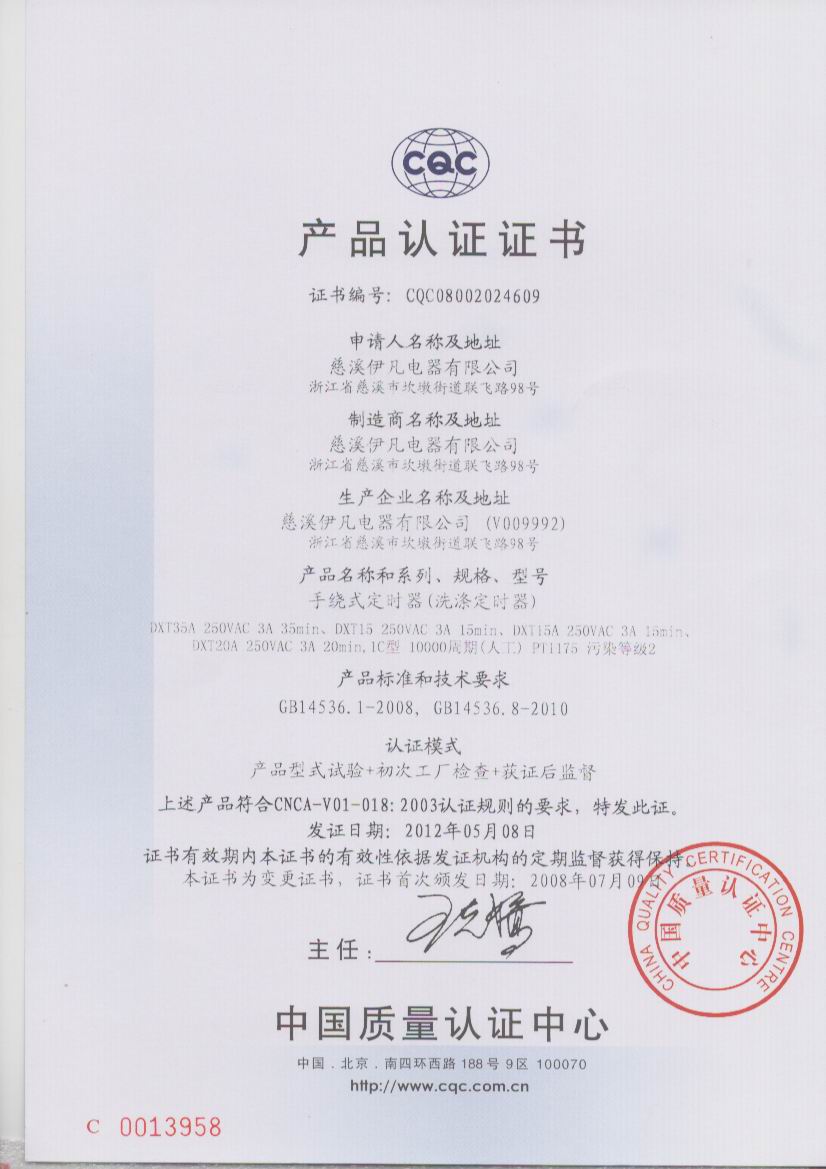 CQC
产品认证证书
证书编号: CQC08002024609
申请人名称及地址
慈溪伊凡电器有限公司
浙江省慈溪市坎墩街道联飞路98号
制造商名称及地址
慈溪伊凡电器有限公司
浙江省慈溪市坎墩街道联飞路98号
生产企业名称及地址
慈溪伊凡电器有限公司 (V009992)
浙江省慈溪市坎墩街道联飞路98号
产品名称和系列、规格、型号
手绕式定时器(洗涤定时器)
DXT35A 250VAC 3A 35min、DXT15 250VAC 3A 15min、DXT15A 250VAC 3A 15min、
DXT20A 250VAC 3A 20min,1C型 10000周期(人工) PTI175 污染等级2
产品标准和技术要求
GB14536.1-2008, GB14536.8-2010
认证模式
产品型式试验+初次工厂检查+获证后监督
上述产品符合CNCA-V01-018:2003认证规则的要求, 特发此证。
发证日期: 2012年05月08日
证书有效期内本证书的有效性依据发证机构的定期监督获得保持。
本证书为变更证书, 证书首次颁发日期: 2008年07月09日
CHINA QUALITY CERTIFICATION CENTRE
中国质量认证中心
主任:
中国质量认证中心
中国.北京.南四环西路188号9区 100070
http://www.cqc.com.cn
C 0013958